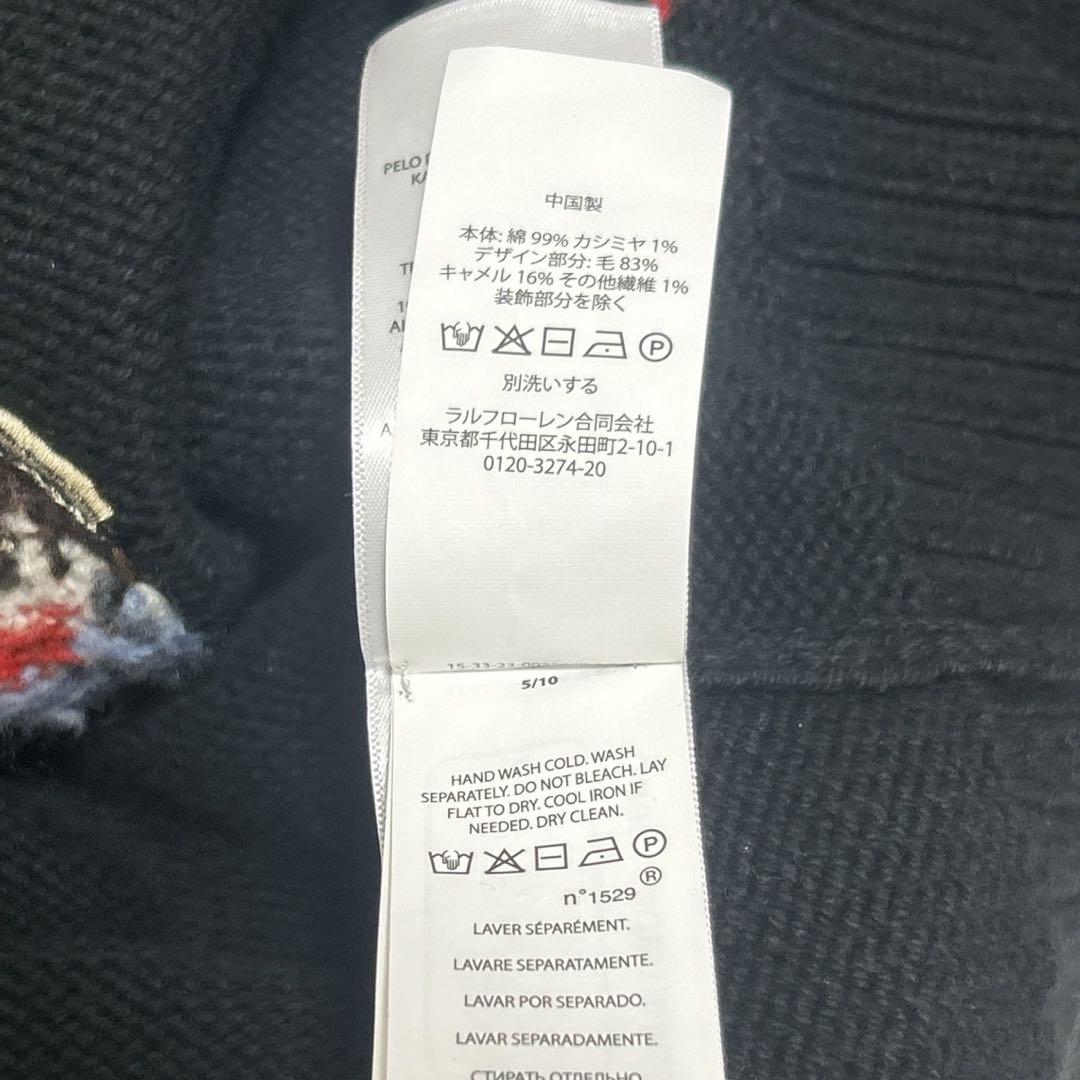 PELO
中国製
本体: 綿 99% カシミヤ 1%
デザイン部分: 毛 83%
キャメル 16% その他繊維 1%
装飾部分を除く
P
別洗いする
ラルフローレン合同会社
東京都千代田区永田町2-10-1
0120-3274-20
5/10
HAND WASH COLD. WASH
SEPARATELY. DO NOT BLEACH. LAY
FLAT TO DRY. COOL IRON IF
NEEDED. DRY CLEAN.
P
®
n°1529
LAVER SÉPARÉMENT.
LAVARE SEPARATAMENTE.
LAVAR POR SEPARADO.
LAVAR SEPARADAMENTE.
СТИРАТЬ ОТДЕЛЬНО